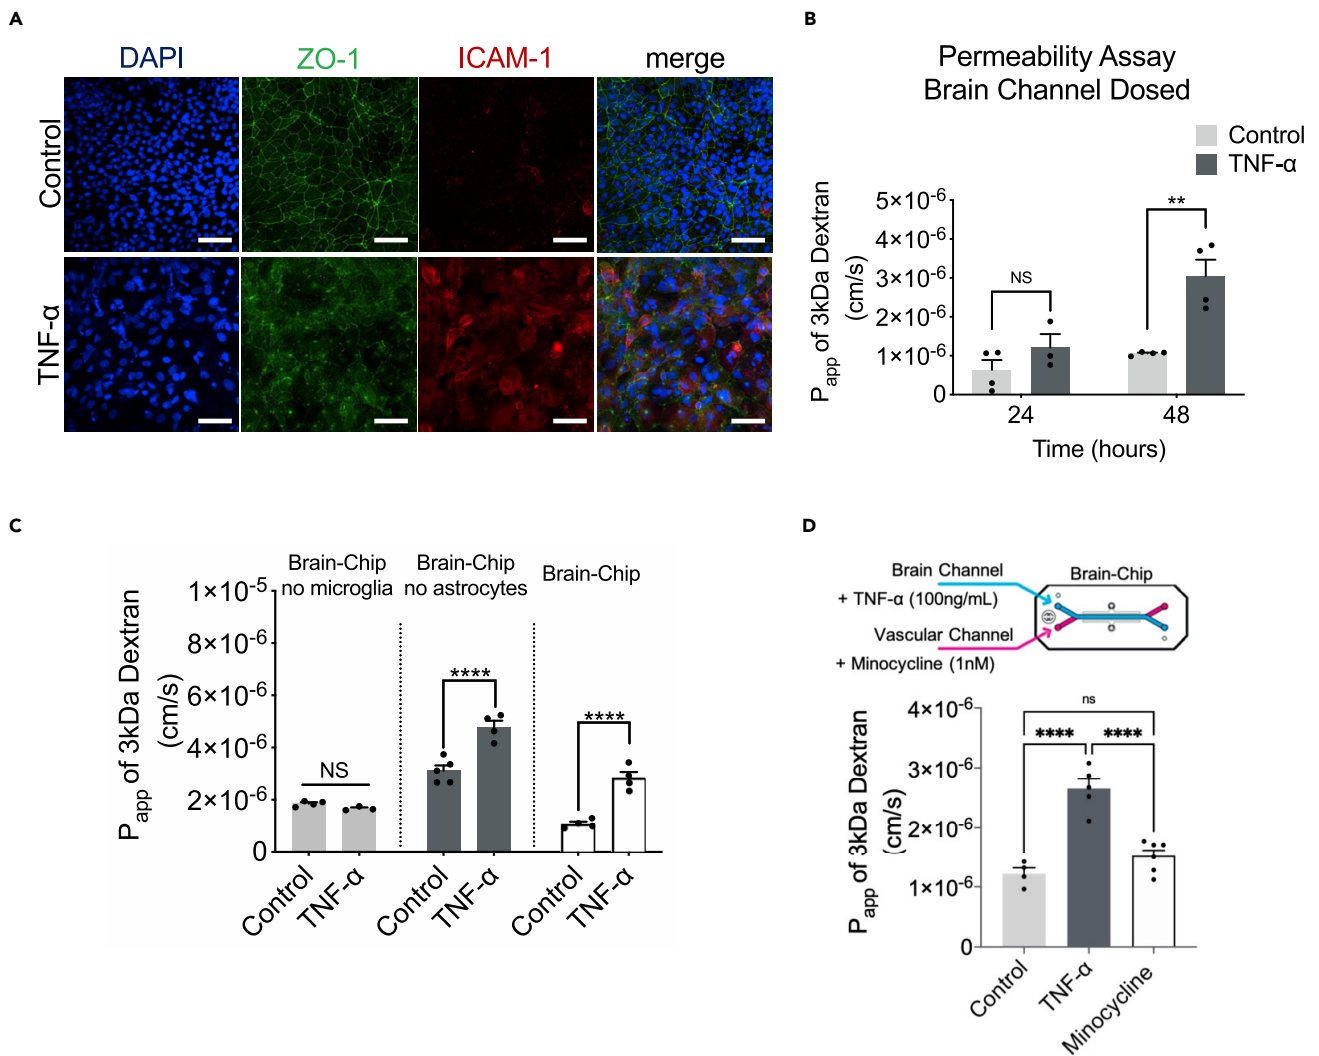 A
DAPI ZO-1 ICAM-1 merge
Control
TNF-α
B
Permeability Assay
Brain Channel Dosed
Control
TNF-α
P_app of 3kDa Dextran
(cm/s)
5×10-6
4×10-6
3×10-6
2×10-6
1×10-6
0
NS
**
24 48
Time (hours)
C
Brain-Chip
no microglia
Brain-Chip
no astrocytes
Brain-Chip
Papp of 3kDa Dextran
(cm/s)
1×10-5
8×10-6
6×10-6
4×10-6
2×10-6
0
NS
****
****
Control TNF-α Control TNF-α Control TNF-α
D
Brain Channel
+ TNF-α (100ng/mL)
Vascular Channel
+ Minocycline (1nM)
Brain-Chip
Papp of 3kDa Dextran
(cm/s)
4×10-6
3×10-6
2×10-6
1×10-6
0
ns
**** ****
Control TNF-α Minocycline